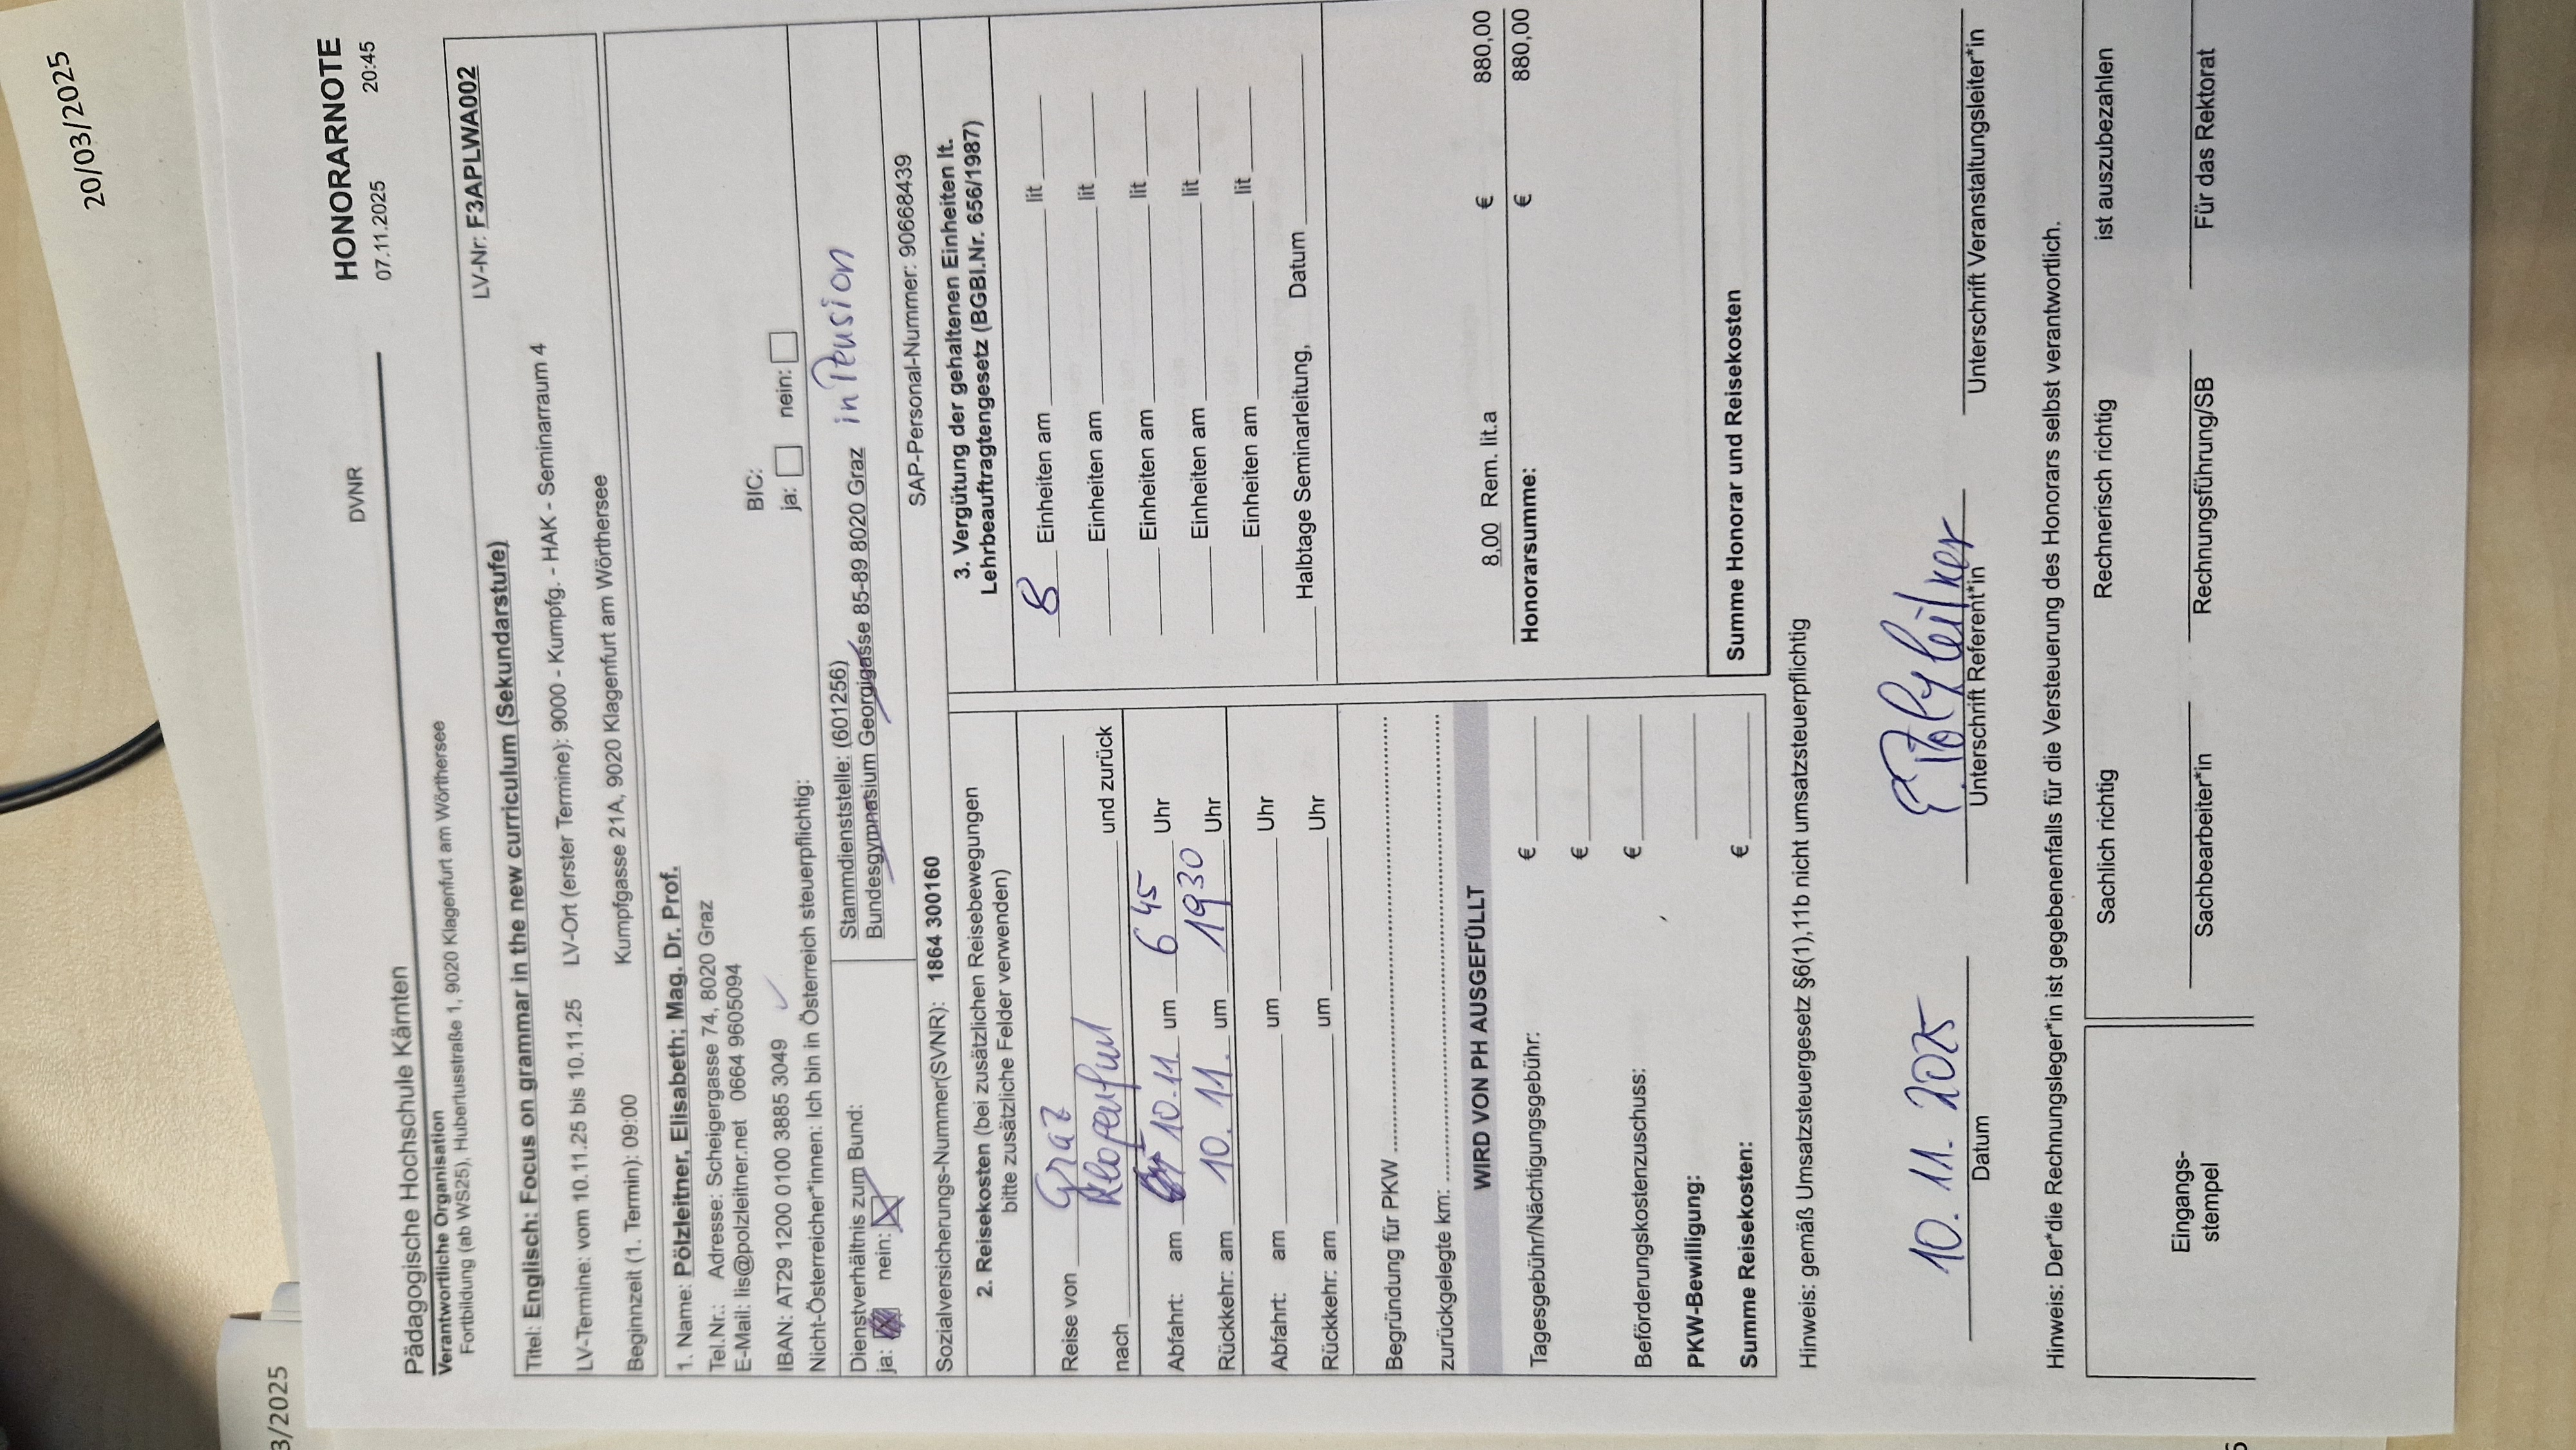 20/03/2025
3/2025
DVNR
HONORARNOTE
07.11.2025 20:45
Pädagogische Hochschule Kärnten
Verantwortliche Organisation
Fortbildung (ab WS25), Hubertusstraße 1, 9020 Klagenfurt am Wörthersee
LV-Nr: F3APLWA002
Titel: Englisch: Focus on grammar in the new curriculum (Sekundarstufe)
LV-Termine: vom 10.11.25 bis 10.11.25 LV-Ort (erster Termine): 9000 - Kumpfg. - HAK - Seminarraum 4
Beginnzeit (1. Termin): 09:00 Kumpfgasse 21A, 9020 Klagenfurt am Wörthersee
1. Name: Pölzleitner, Elisabeth; Mag. Dr. Prof.
Tel.Nr.: Adresse: Scheigergasse 74, 8020 Graz
E-Mail: lis@polzleitner.net 0664 9605094
IBAN: AT29 1200 0100 3885 3049 BIC:
Nicht-Österreicher*innen: Ich bin in Österreich steuerpflichtig: ja: nein:
Dienstverhältnis zum Bund:
ja: nein:
Stammdienststelle: (601256)
Bundesgymnasium Georgigasse 85-89 8020 Graz in Pension
Sozialversicherungs-Nummer(SVNR): 1864 300160 SAP-Personal-Nummer: 90668439
2. Reisekosten (bei zusätzlichen Reisebewegungen
bitte zusätzliche Felder verwenden)
Reise von Graz
nach Klagenfurt und zurück
Abfahrt: am 10.11. um 6 45 Uhr
Rückkehr: am 10.11. um 19 30 Uhr
Abfahrt: am um Uhr
Rückkehr: am um Uhr
Begründung für PKW
zurückgelegte km:
WIRD VON PH AUSGEFÜLLT
Tagesgebühr/Nächtigungsgebühr: €
€
Beförderungskostenzuschuss: €
PKW-Bewilligung:
Summe Reisekosten: €
3. Vergütung der gehaltenen Einheiten lt.
Lehrbeauftragtengesetz (BGBl.Nr. 656/1987)
8 Einheiten am lit
Einheiten am lit
Einheiten am lit
Einheiten am lit
Einheiten am lit
Halbtage Seminarleitung, Datum
8,00 Rem. lit.a € 880,00
Honorarsumme: € 880,00
Summe Honorar und Reisekosten
Hinweis: gemäß Umsatzsteuergesetz §6(1),11b nicht umsatzsteuerpflichtig
10. 11. 2025 EPölzleitner
Datum Unterschrift Referent*in Unterschrift Veranstaltungsleiter*in
Hinweis: Der*die Rechnungsleger*in ist gegebenenfalls für die Versteuerung des Honorars selbst verantwortlich.
Sachlich richtig Rechnerisch richtig ist auszubezahlen
Eingangs-
stempel
Sachbearbeiter*in Rechnungsführung/SB Für das Rektorat